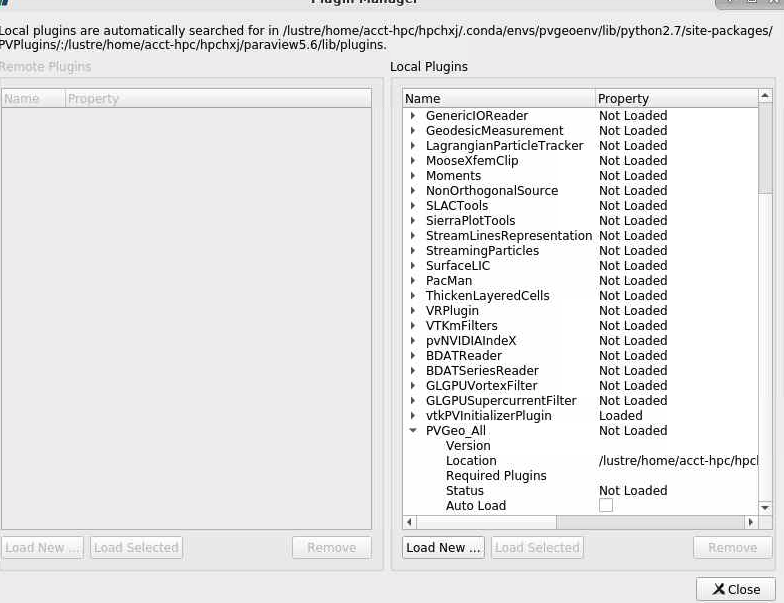 Plugin Manager
Local plugins are automatically searched for in /lustre/home/acct-hpc/hpchxj/.conda/envs/pvgeoenv/lib/python2.7/site-packages/
PVPlugins/:/lustre/home/acct-hpc/hpchxj/paraview5.6/lib/plugins.
Remote Plugins
Name Property
Load New ... Load Selected Remove
Local Plugins
Name Property
GenericIOReader Not Loaded
GeodesicMeasurement Not Loaded
LagrangianParticleTracker Not Loaded
MooseXfemClip Not Loaded
Moments Not Loaded
NonOrthogonalSource Not Loaded
SLACTools Not Loaded
SierraPlotTools Not Loaded
StreamLinesRepresentation Not Loaded
StreamingParticles Not Loaded
SurfaceLIC Not Loaded
PacMan Not Loaded
ThickenLayeredCells Not Loaded
VRPlugin Not Loaded
VTKmFilters Not Loaded
pvNVIDIAIndeX Not Loaded
BDATReader Not Loaded
BDATSeriesReader Not Loaded
GLGPUVortexFilter Not Loaded
GLGPUSupercurrentFilter Not Loaded
vtkPVInitializerPlugin Loaded
PVGeo_All Not Loaded
Version
Location /lustre/home/acct-hpc/hpcl
Required Plugins
Status Not Loaded
Auto Load
Load New ... Load Selected Remove
Close